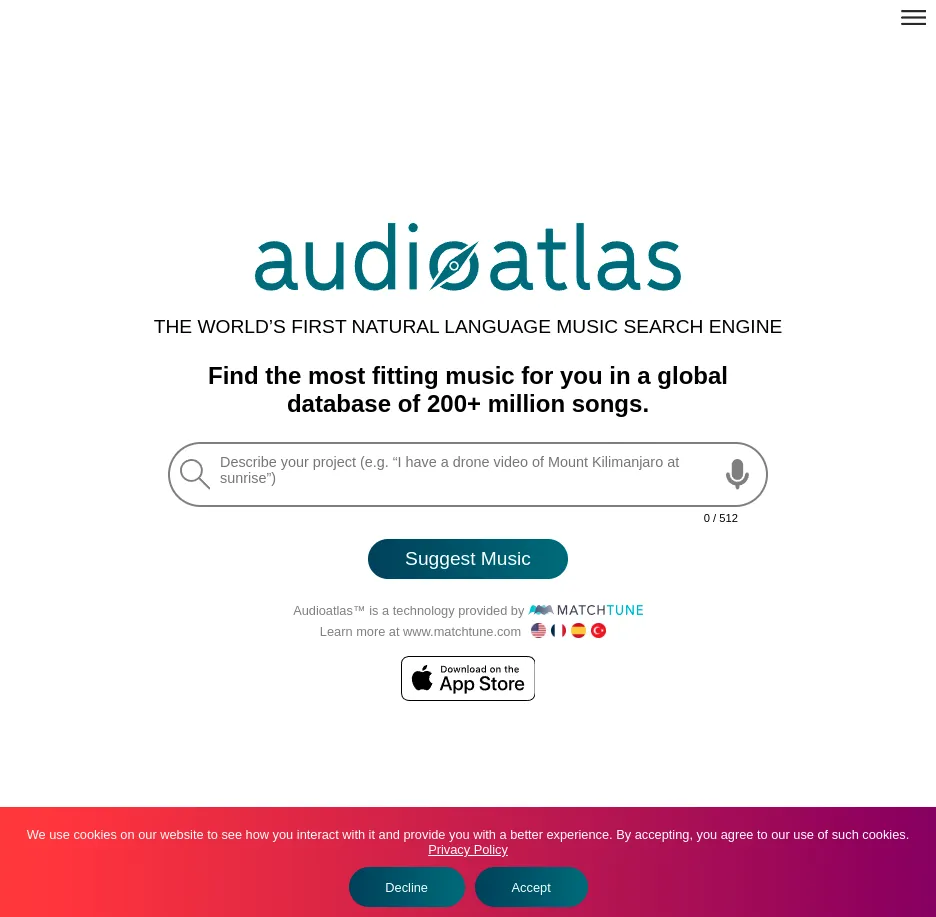 audioatlas
THE WORLD’S FIRST NATURAL LANGUAGE MUSIC SEARCH ENGINE
Find the most fitting music for you in a global
database of 200+ million songs.
Describe your project (e.g. “I have a drone video of Mount Kilimanjaro at
sunrise”)
0 / 512
Suggest Music
Audioatlas™ is a technology provided by MATCHTUNE
Learn more at www.matchtune.com
Download on the
App Store
We use cookies on our website to see how you interact with it and provide you with a better experience. By accepting, you agree to our use of such cookies.
Privacy Policy
Decline Accept